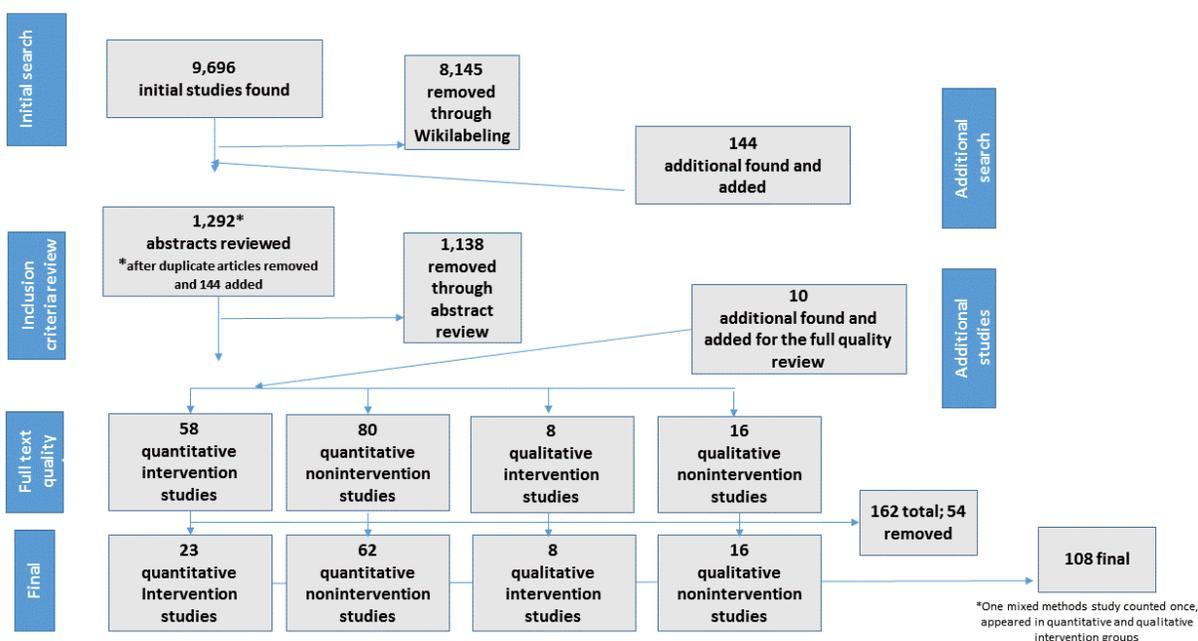 Initial search
9,696
initial studies found
8,145
removed
through
Wikilabeling
144
additional found and
added
Additional
search
Inclusion
criteria review
1,292*
abstracts reviewed
*after duplicate articles removed
and 144 added
1,138
removed
through
abstract
review
10
additional found and
added for the full quality
review
Additional
studies
Full text
quality
58
quantitative
intervention
studies
80
quantitative
nonintervention
studies
8
qualitative
intervention
studies
16
qualitative
nonintervention
studies
162 total; 54
removed
Final
23
quantitative
Intervention
studies
62
quantitative
nonintervention
studies
8
qualitative
intervention
studies
16
qualitative
nonintervention
studies
108 final
*One mixed methods study counted once,
appeared in quantitative and qualitative
intervention groups